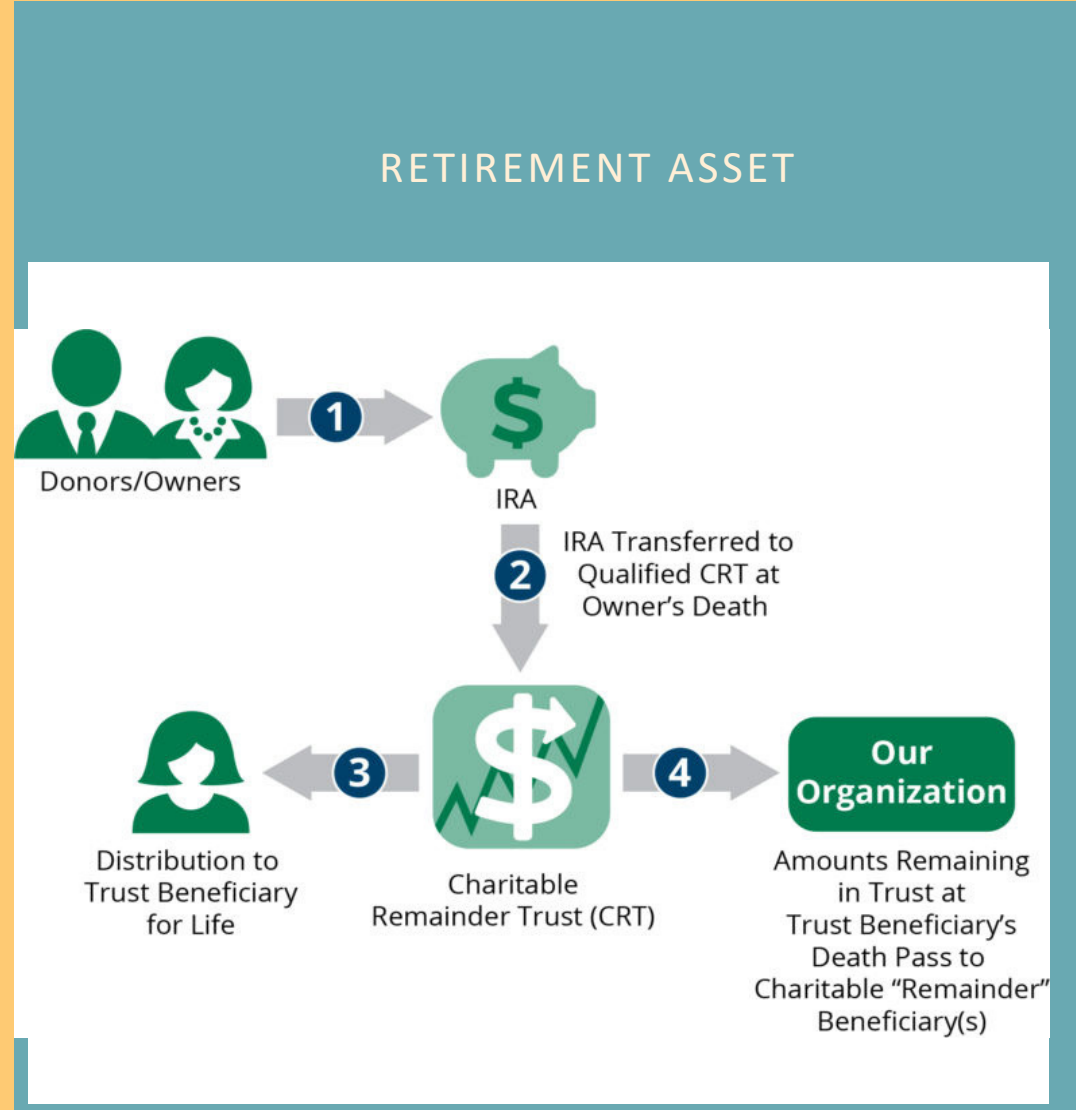 RETIREMENT ASSET
1
$
Donors/Owners
IRA
2
IRA Transferred to
Qualified CRT at
Owner's Death
3
$
4
Our
Organization
Distribution to
Trust Beneficiary
for Life
Charitable
Remainder Trust (CRT)
Amounts Remaining
in Trust at
Trust Beneficiary's
Death Pass to
Charitable “Remainder”
Beneficiary(s)